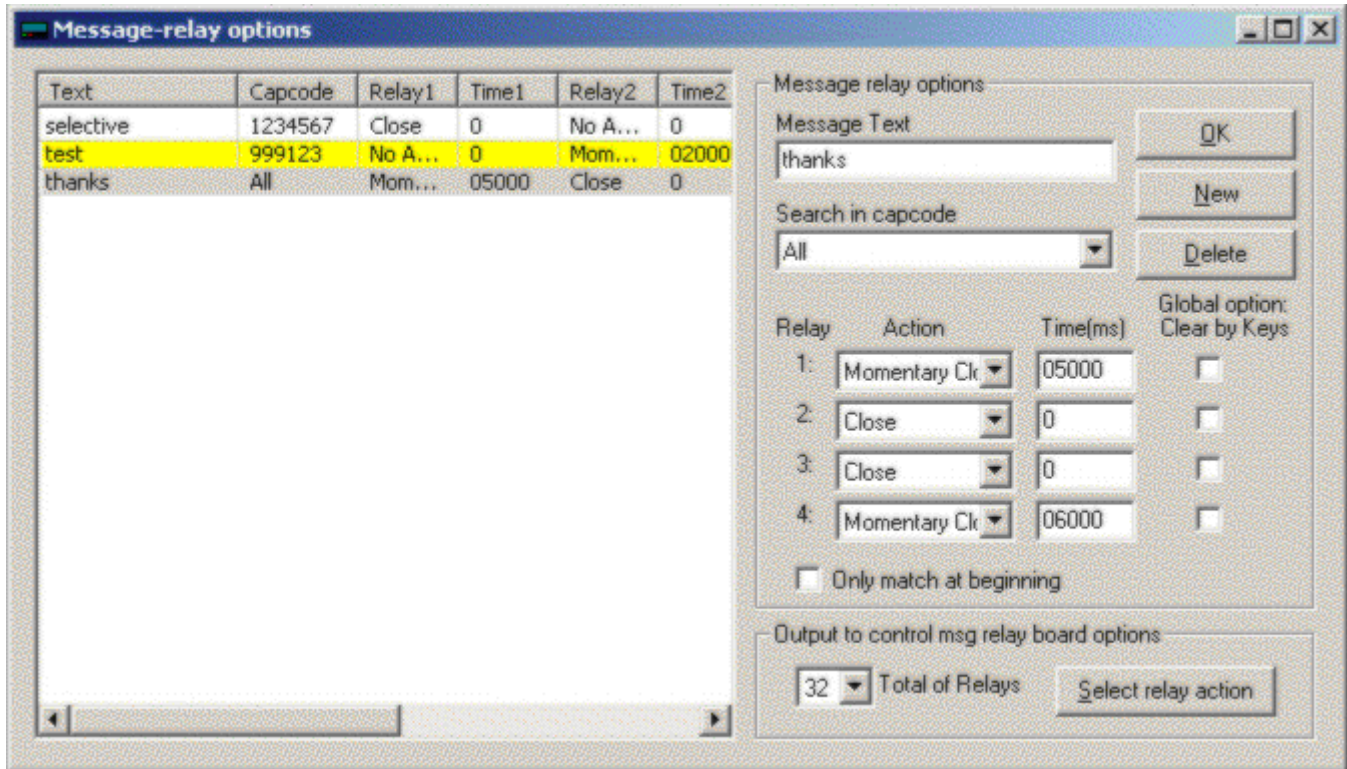 Message-relay options
Text Capcode Relay1 Time1 Relay2 Time2
selective 1234567 Close 0 No A... 0
test 999123 No A... 0 Mom... 02000
thanks All Mom... 05000 Close 0
Message relay options
Message Text
thanks
OK
New
Search in capcode
All
Delete
Relay Action Time(ms) Global option:
Clear by Keys
1: Momentary Clo 05000
2: Close 0
3: Close 0
4: Momentary Clo 06000
Only match at beginning
Output to control msg relay board options
32 Total of Relays Select relay action